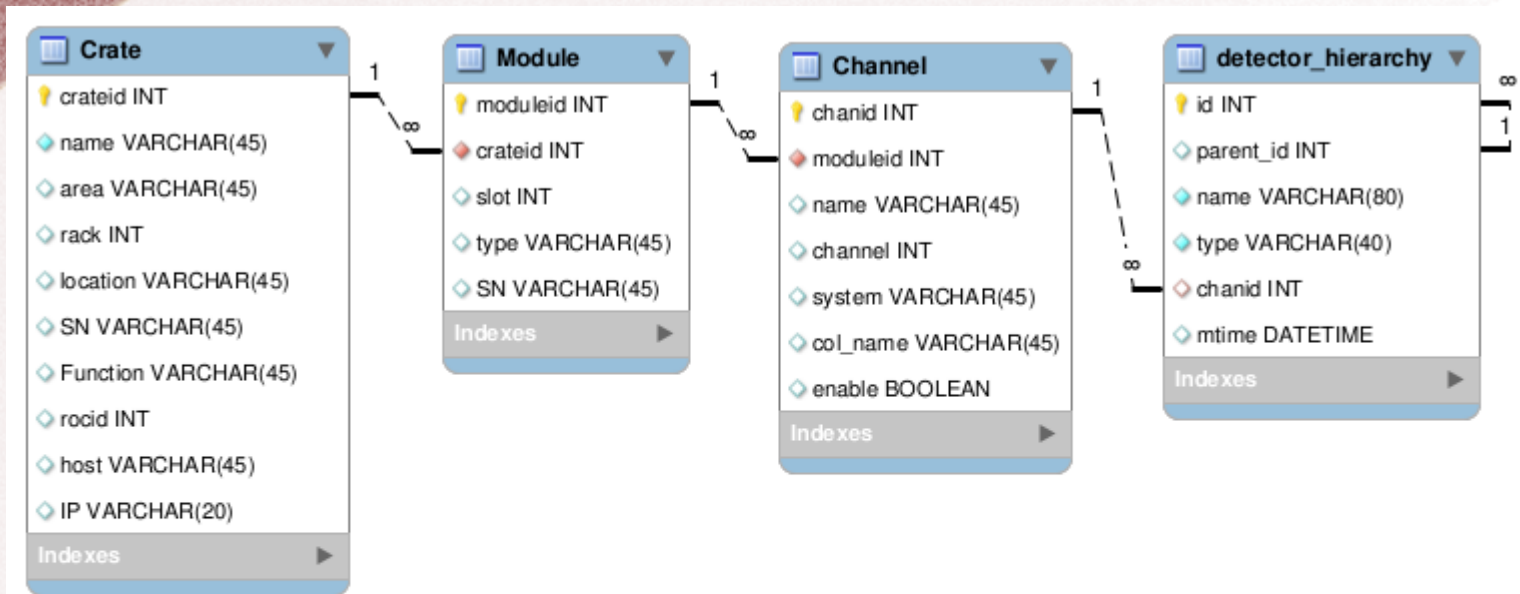 Crate
crateid INT
name VARCHAR(45)
area VARCHAR(45)
rack INT
location VARCHAR(45)
SN VARCHAR(45)
Function VARCHAR(45)
rocid INT
host VARCHAR(45)
IP VARCHAR(20)
Indexes
1
∞
Module
moduleid INT
crateid INT
slot INT
type VARCHAR(45)
SN VARCHAR(45)
Indexes
1
∞
Channel
chanid INT
moduleid INT
name VARCHAR(45)
channel INT
system VARCHAR(45)
col_name VARCHAR(45)
enable BOOLEAN
Indexes
1
∞
detector_hierarchy
id INT
parent_id INT
name VARCHAR(80)
type VARCHAR(40)
chanid INT
mtime DATETIME
Indexes
∞
1